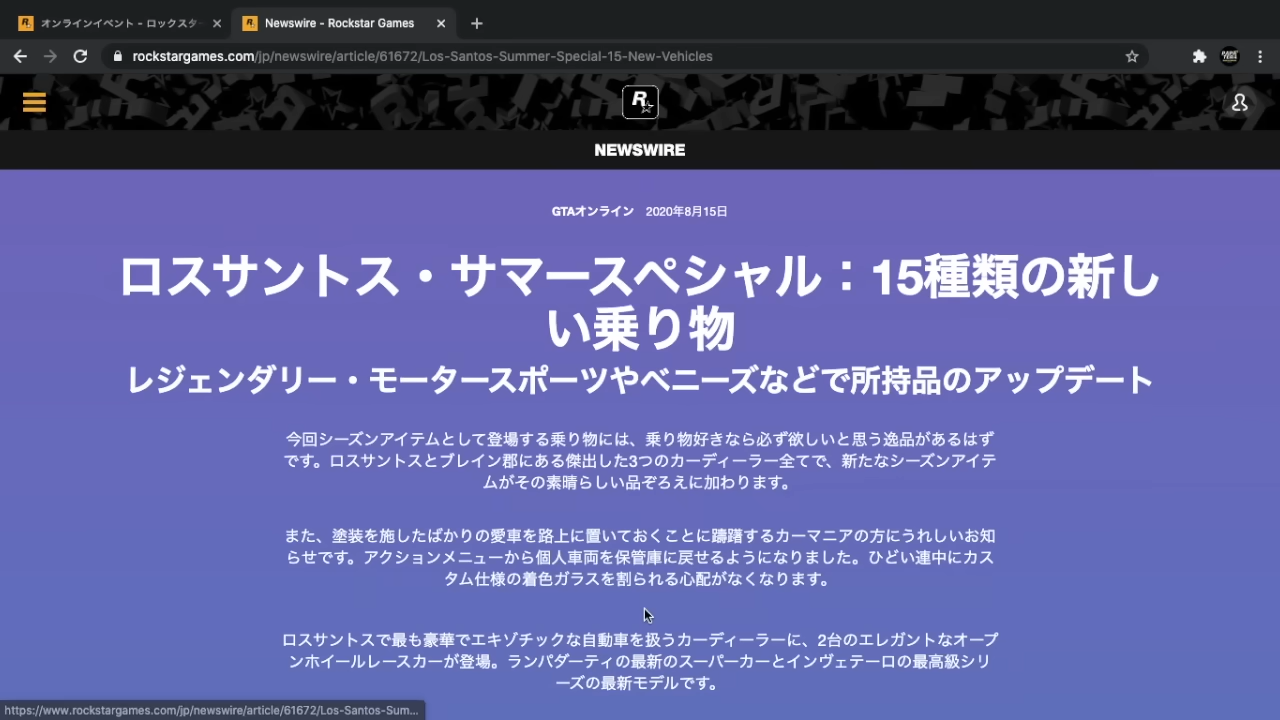 オンラインイベント - ロックスター
Newswire - Rockstar Games
rockstargames.com/jp/newswire/article/61672/Los-Santos-Summer-Special-15-New-Vehicles
NEWSWIRE
GTAオンライン 2020年8月15日
ロスサントス・サマースペシャル：15種類の新し
い乗り物
レジェンダリー・モータースポーツやベニーズなどで所持品のアップデート
今回シーズンアイテムとして登場する乗り物には、乗り物好きなら必ず欲しいと思う逸品があるはず
です。ロスサントスとブレイン郡にある傑出した3つのカーディーラー全てで、新たなシーズンアイテ
ムがその素晴らしい品ぞろえに加わります。
また、塗装を施したばかりの愛車を路上に置いておくことに躊躇するカーマニアの方にうれしいお知
らせです。アクションメニューから個人車両を保管庫に戻せるようになりました。ひどい連中にカス
タム仕様の着色ガラスを割られる心配がなくなります。
ロスサントスで最も豪華でエキゾチックな自動車を扱うカーディーラーに、2台のエレガントなオープ
ンホイールレースカーが登場。ランパダーティの最新のスーパーカーとインヴェテーロの最高級シリ
ーズの最新モデルです。
https://www.rockstargames.com/jp/newswire/article/61672/Los-Santos-Sum...